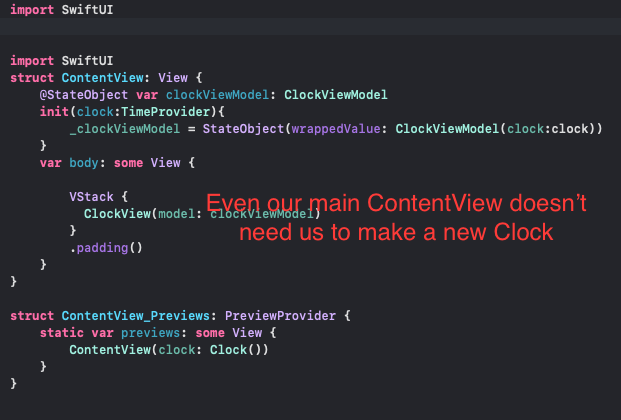 import SwiftUI
import SwiftUI
struct ContentView: View {
    @StateObject var clockViewModel: ClockViewModel
    init(clock:TimeProvider){
        _clockViewModel = StateObject(wrappedValue: ClockViewModel(clock:clock))
    }
    var body: some View {
        VStack {
          ClockView(model: clockViewModel)
        }
        .padding()
    }
}
Even our main ContentView doesn’t
need us to make a new Clock
struct ContentView_Previews: PreviewProvider {
    static var previews: some View {
        ContentView(clock: Clock())
    }
}